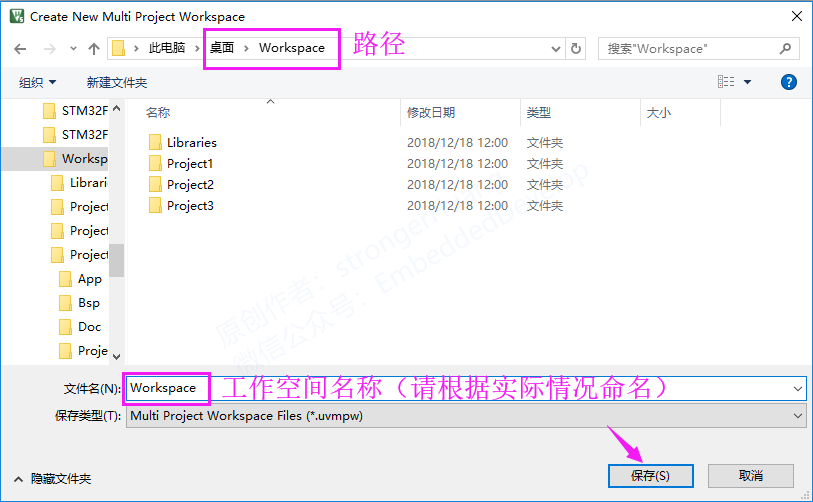 Create New Multi Project Workspace
此电脑 桌面 Workspace 路径 搜索"Workspace"
组织 新建文件夹
名称 修改日期 类型 大小
STM32F
STM32F
Worksp
Librari
Project
Project
Project
App
Bsp
Doc
Proje
Libraries 2018/12/18 12:00 文件夹
Project1 2018/12/18 12:00 文件夹
Project2 2018/12/18 12:00 文件夹
Project3 2018/12/18 12:00 文件夹
原创作者：stronger
微信公众号：EmbeddedDevelop
文件名(N): Workspace 工作空间名称（请根据实际情况命名）
保存类型(T): Multi Project Workspace Files (*.uvmpw)
隐藏文件夹 保存(S) 取消